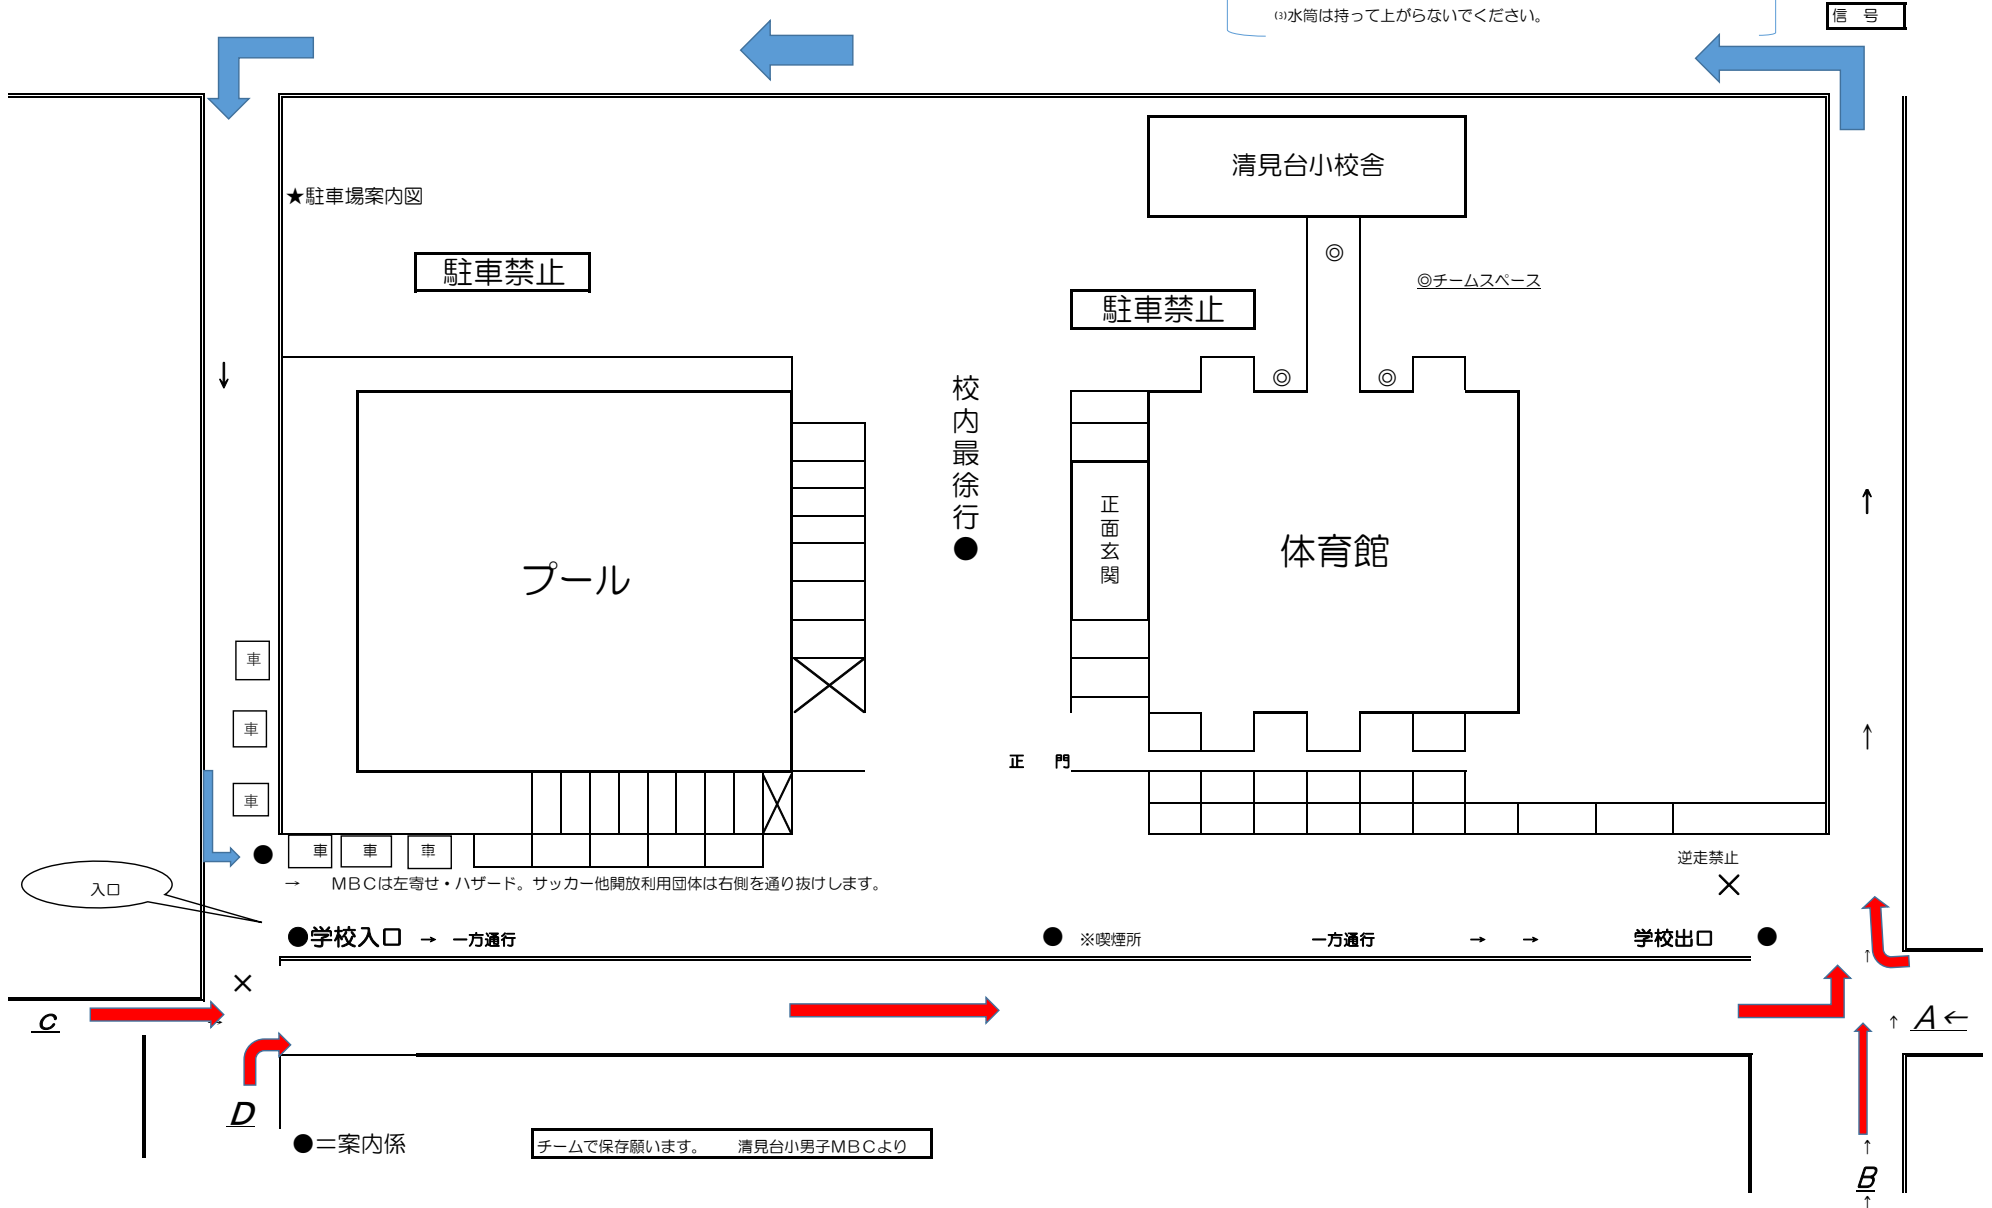 ⑶水筒は持って上がらないでください。
信　号
清見台小校舎
★駐車場案内図
◎
駐車禁止
◎チームスペース
駐車禁止
◎
◎
↓
校内最徐行●
正面玄関
↑
体育館
プール
車
車
↑
正　門
車
車
車
車
●
逆走禁止
×
→　ＭＢＣは左寄せ・ハザード。サッカー他開放利用団体は右側を通り抜けします。
入口
●学校入口　→　一方通行
●　※喫煙所
一方通行　→　→　学校出口　●
↑
×
C
→
↑　A←
D
●＝案内係
チームで保存願います。　　清見台小男子ＭＢＣより
↑
B
↑